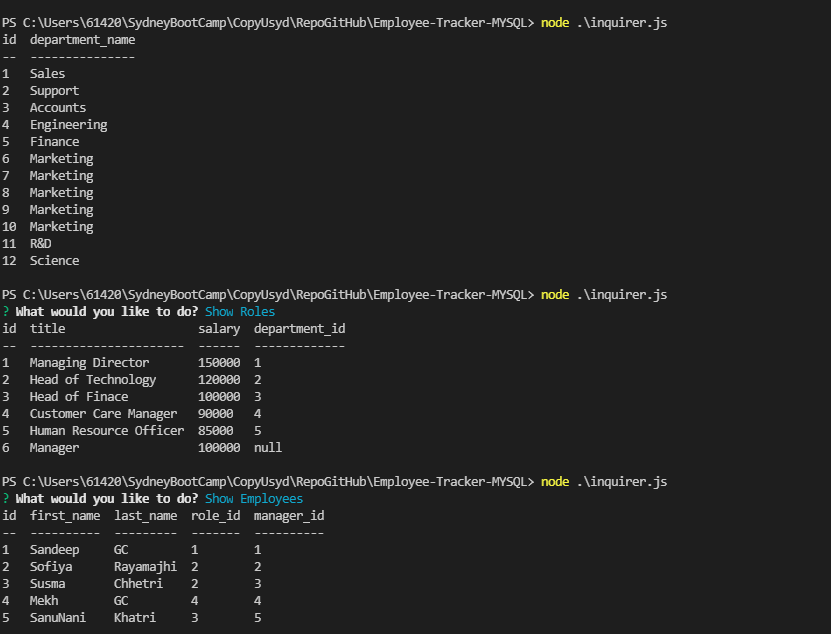 PS C:\Users\61420\SydneyBootCamp\CopyUsyd\RepoGitHub\Employee-Tracker-MYSQL> node .\inquirer.js
id  department_name
--  ---------------
1   Sales
2   Support
3   Accounts
4   Engineering
5   Finance
6   Marketing
7   Marketing
8   Marketing
9   Marketing
10  Marketing
11  R&D
12  Science
PS C:\Users\61420\SydneyBootCamp\CopyUsyd\RepoGitHub\Employee-Tracker-MYSQL> node .\inquirer.js
? What would you like to do? Show Roles
id  title                   salary  department_id
--  ----------------------  ------  -------------
1   Managing Director       150000  1
2   Head of Technology      120000  2
3   Head of Finace          100000  3
4   Customer Care Manager   90000   4
5   Human Resource Officer  85000   5
6   Manager                 100000  null
PS C:\Users\61420\SydneyBootCamp\CopyUsyd\RepoGitHub\Employee-Tracker-MYSQL> node .\inquirer.js
? What would you like to do? Show Employees
id  first_name  last_name  role_id  manager_id
--  ----------  ---------  -------  ----------
1   Sandeep     GC         1        1
2   Sofiya      Rayamajhi  2        2
3   Susma       Chhetri    2        3
4   Mekh        GC         4        4
5   SanuNani    Khatri     3        5